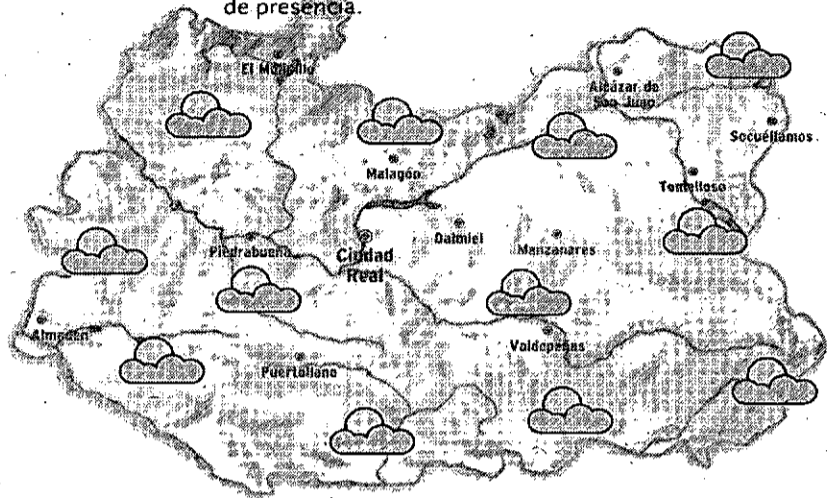 de presencia.
El Molinillo
Alcázar de
San Juan
Socuéllamos
Malagón
Tomelloso
Piedrabuena
Ciudad
Real
Daimiel
Manzanares
Almadén
Valdepeñas
Puertollano